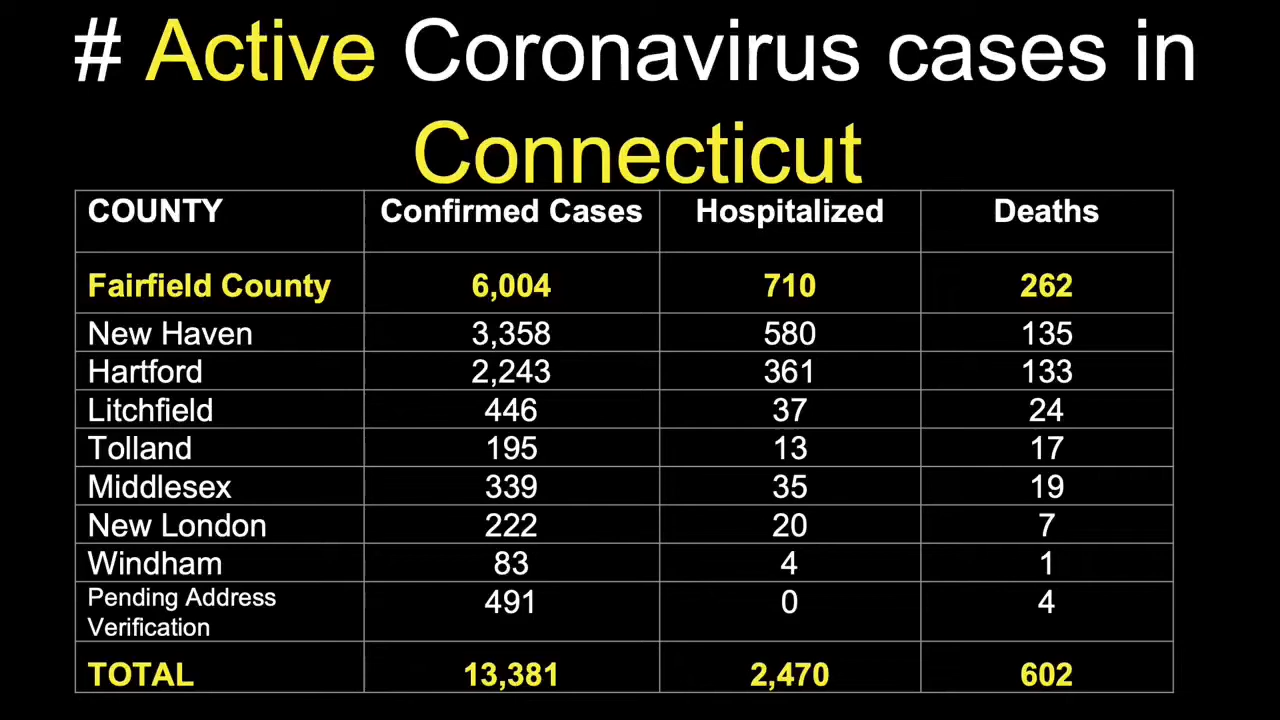 # Active Coronavirus cases in
Connecticut
COUNTY Confirmed Cases Hospitalized Deaths
Fairfield County 6,004 710 262
New Haven 3,358 580 135
Hartford 2,243 361 133
Litchfield 446 37 24
Tolland 195 13 17
Middlesex 339 35 19
New London 222 20 7
Windham 83 4 1
Pending Address
Verification 491 0 4
TOTAL 13,381 2,470 602